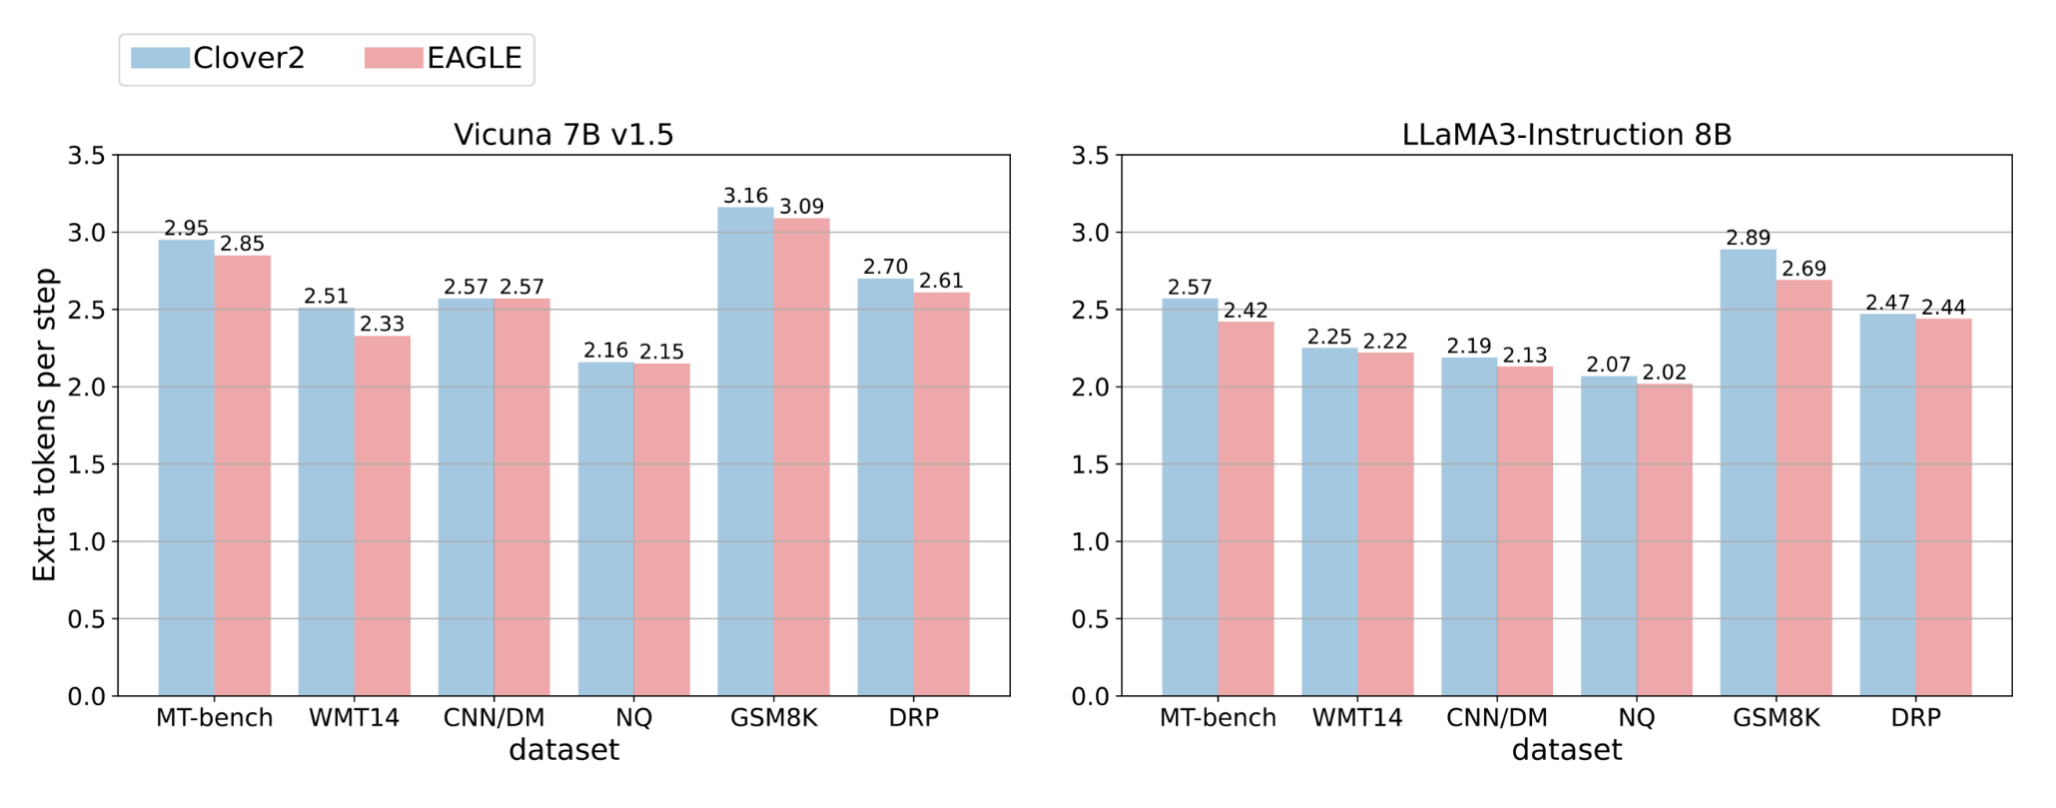 Clover2 EAGLE
Vicuna 7B v1.5
3.5
3.0
2.5
2.0
1.5
1.0
0.5
0.0
Extra tokens per step
2.95 2.85 2.51 2.33 2.57 2.57 2.16 2.15 3.16 3.09 2.70 2.61
MT-bench WMT14 CNN/DM NQ GSM8K DRP
dataset
LLaMA3-Instruction 8B
3.5
3.0
2.5
2.0
1.5
1.0
0.5
0.0
2.57 2.42 2.25 2.22 2.19 2.13 2.07 2.02 2.89 2.69 2.47 2.44
MT-bench WMT14 CNN/DM NQ GSM8K DRP
dataset